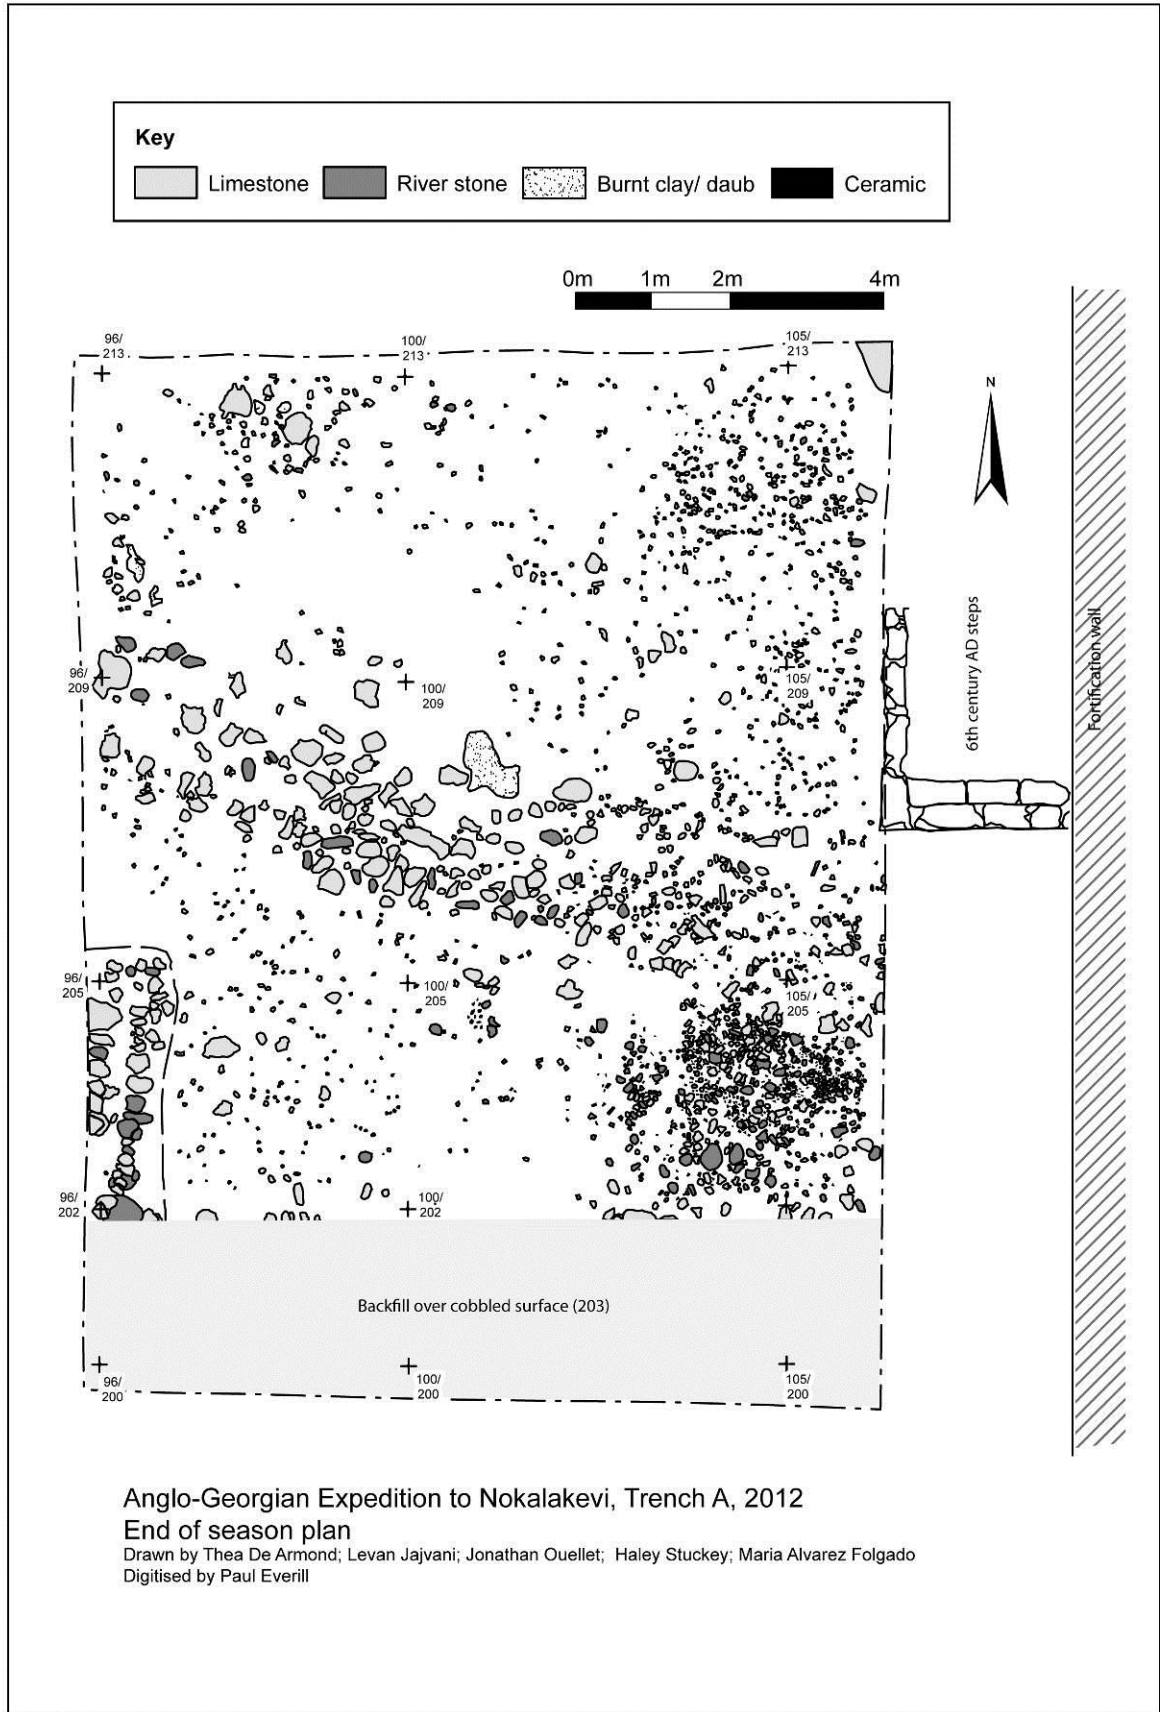 Key
Limestone River stone Burnt clay/ daub Ceramic
0m 1m 2m 4m
96/
213
100/
213
105/
213
N
96/
209
100/
209
105/
209
6th century AD steps
Fortification wall
96/
205
100/
205
105/
205
96/
202
100/
202
Backfill over cobbled surface (203)
96/
200
100/
200
105/
200
Anglo-Georgian Expedition to Nokalakevi, Trench A, 2012
End of season plan
Drawn by Thea De Armond; Levan Jajvani; Jonathan Ouellet; Haley Stuckey; Maria Alvarez Folgado
Digitised by Paul Everill